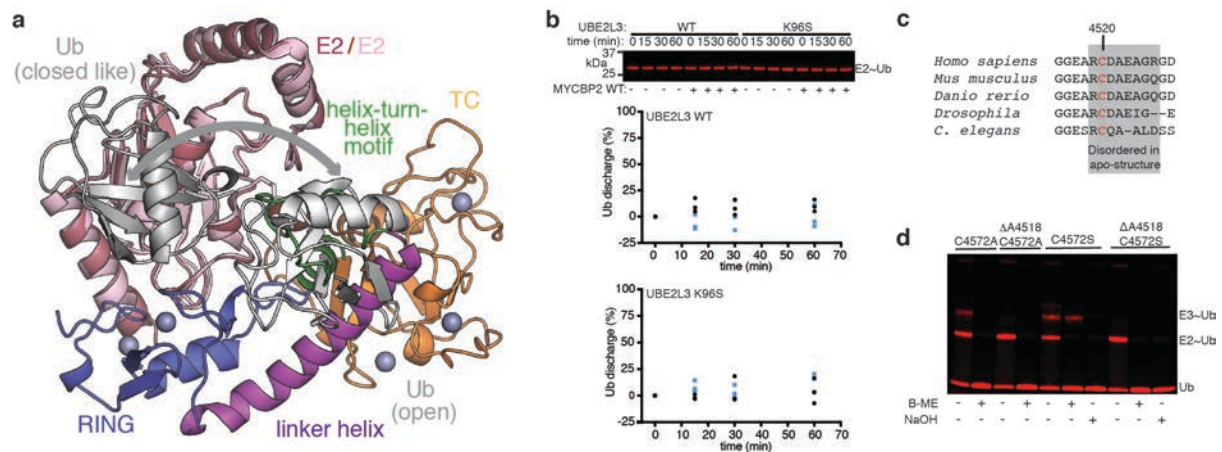 a
Ub
(closed like)
E2 / E2
helix-turn-
helix
motif
TC
RING
linker helix
Ub
(open)
b
UBE2L3: WT K96S
time (min): 0 15 30 60 0 15 30 60 0 15 30 60 0 15 30 60
37
kDa
25
E2~Ub
MYCBP2 WT: - - - - + + + + - - - - + + + +
UBE2L3 WT
Ub discharge (%)
100
75
50
25
0
-25
0 10 20 30 40 50 60 70
time (min)
UBE2L3 K96S
Ub discharge (%)
100
75
50
25
0
-25
0 10 20 30 40 50 60 70
time (min)
c
4520
Homo sapiens GGEARCDAEAGRGD
Mus musculus GGEARCDAEAGQGD
Danio rerio GGEARCDAEAGQGD
Drosophila GGEARCDAEIG--E
C. elegans GGESRCQA-ALDSS
Disordered in
apo-structure
d
C4572A ΔA4518 C4572A C4572S ΔA4518 C4572S
E3~Ub
E2~Ub
Ub
B-ME - + - + - + - + -
NaOH - - + - - +